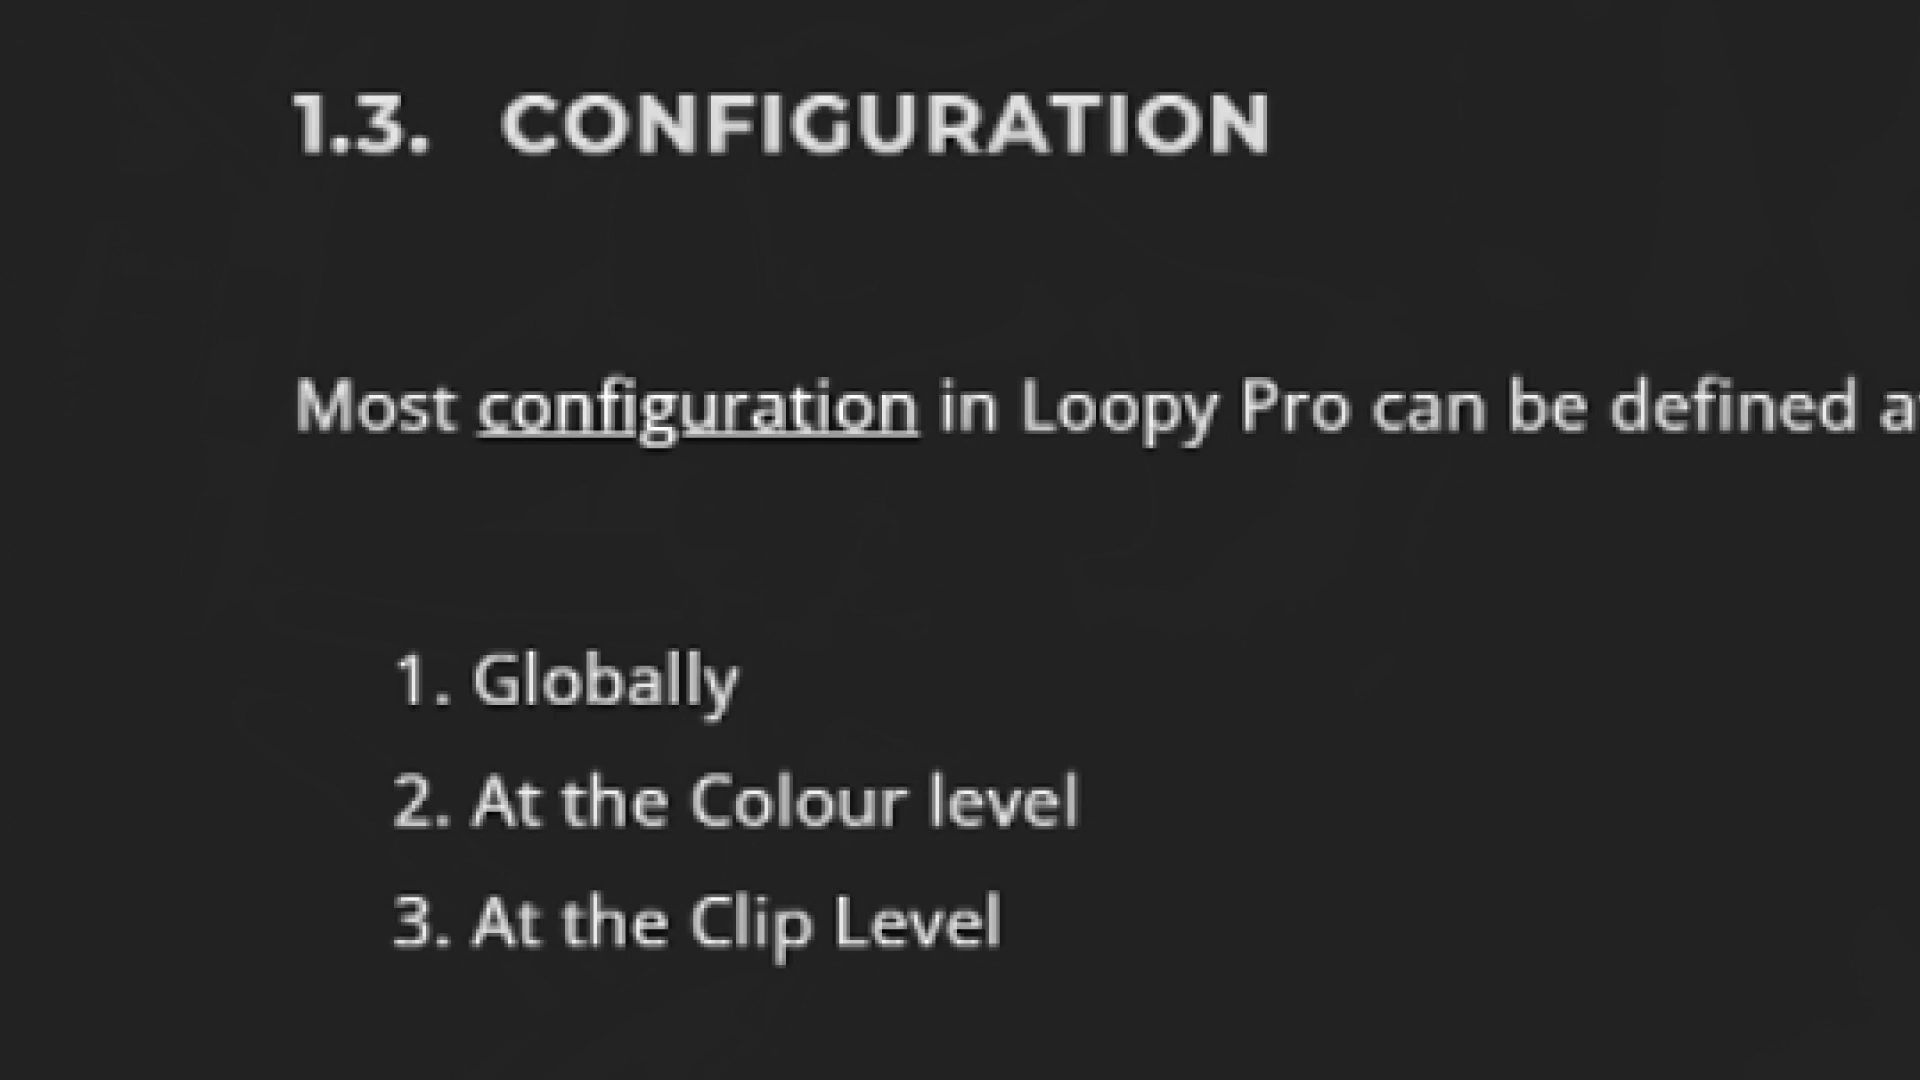 1.3. CONFIGURATION
Most configuration in Loopy Pro can be defined
1. Globally
2. At the Colour level
3. At the Clip Level